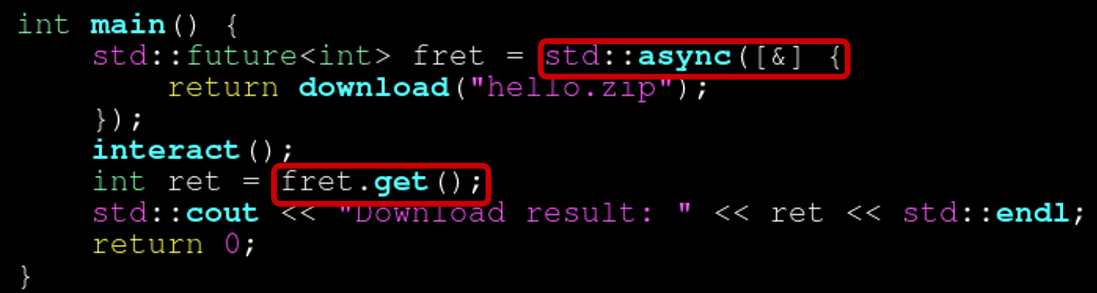 int main() {
    std::future<int> fret = std::async([&] {
        return download("hello.zip");
    });
    interact();
    int ret = fret.get();
    std::cout << "Download result: " << ret << std::endl;
    return 0;
}